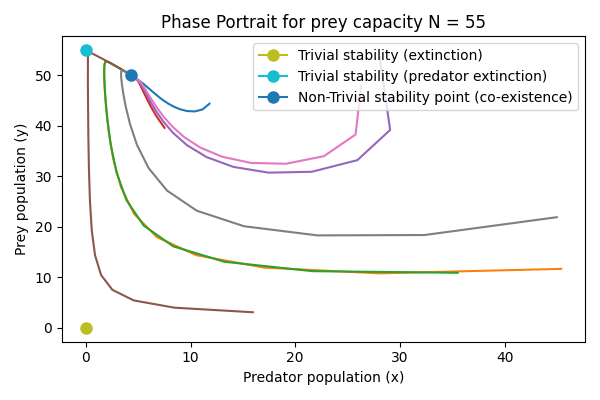 Phase Portrait for prey capacity N = 55
Trivial stability (extinction)
Trivial stability (predator extinction)
Non-Trivial stability point (co-existence)
Prey population (y)
50
40
30
20
10
0
0
10
20
30
40
Predator population (x)